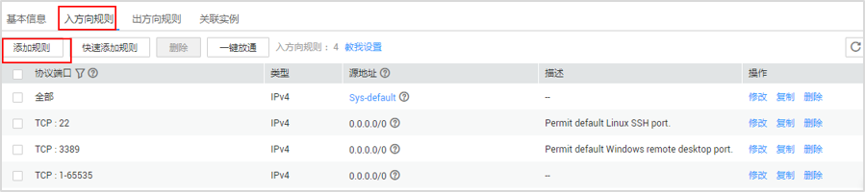 基本信息 入方向规则 出方向规则 关联实例
添加规则 快速添加规则 删除 一键放通 入方向规则：4 教我设置
协议端口 类型 源地址 描述 操作
全部 IPv4 Sys-default -- 修改 复制 删除
TCP : 22 IPv4 0.0.0.0/0 Permit default Linux SSH port. 修改 复制 删除
TCP : 3389 IPv4 0.0.0.0/0 Permit default Windows remote desktop port. 修改 复制 删除
TCP : 1-65535 IPv4 0.0.0.0/0 -- 修改 复制 删除